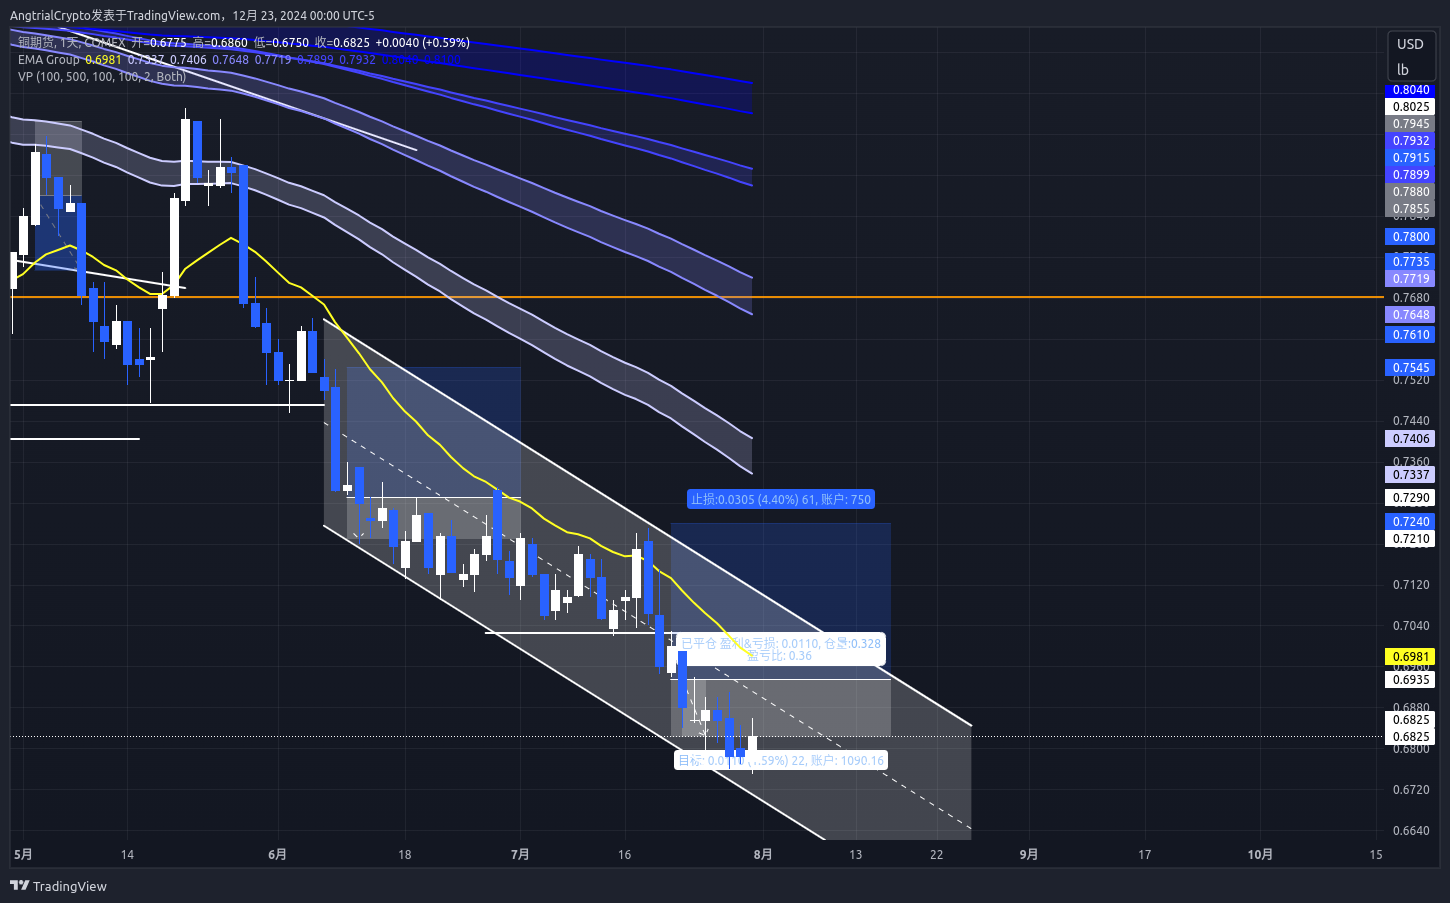 AngtrialCrypto发表于TradingView.com，12月 23, 2024 00:00 UTC-5
铜期货, 1天, COMEX 开=0.6775 高=0.6860 低=0.6750 收=0.6825 +0.0040 (+0.59%)
EMA Group 0.6981 0.7337 0.7406 0.7648 0.7719 0.7899 0.7932
VP (100, 500, 100, 100, 2, Both)
USD
lb
0.8040
0.8025
0.7945
0.7932
0.7915
0.7899
0.7880
0.7855
0.7840
0.7800
0.7735
0.7719
0.7680
0.7648
0.7610
0.7545
0.7520
0.7440
0.7406
0.7360
0.7337
0.7290
0.7240
0.7210
0.7120
0.7040
0.6981
0.6960
0.6935
0.6880
0.6825
0.6825
0.6800
0.6720
0.6640
止损:0.0305 (4.40%) 61, 账户: 750
已平仓 盈利&亏损: 0.0110, 仓量:0.328
盈亏比: 0.36
目标: 0.0110 (1.59%) 22, 账户: 1090.16
5月 14 6月 18 7月 16 8月 13 22 9月 17 10月 15
TradingView